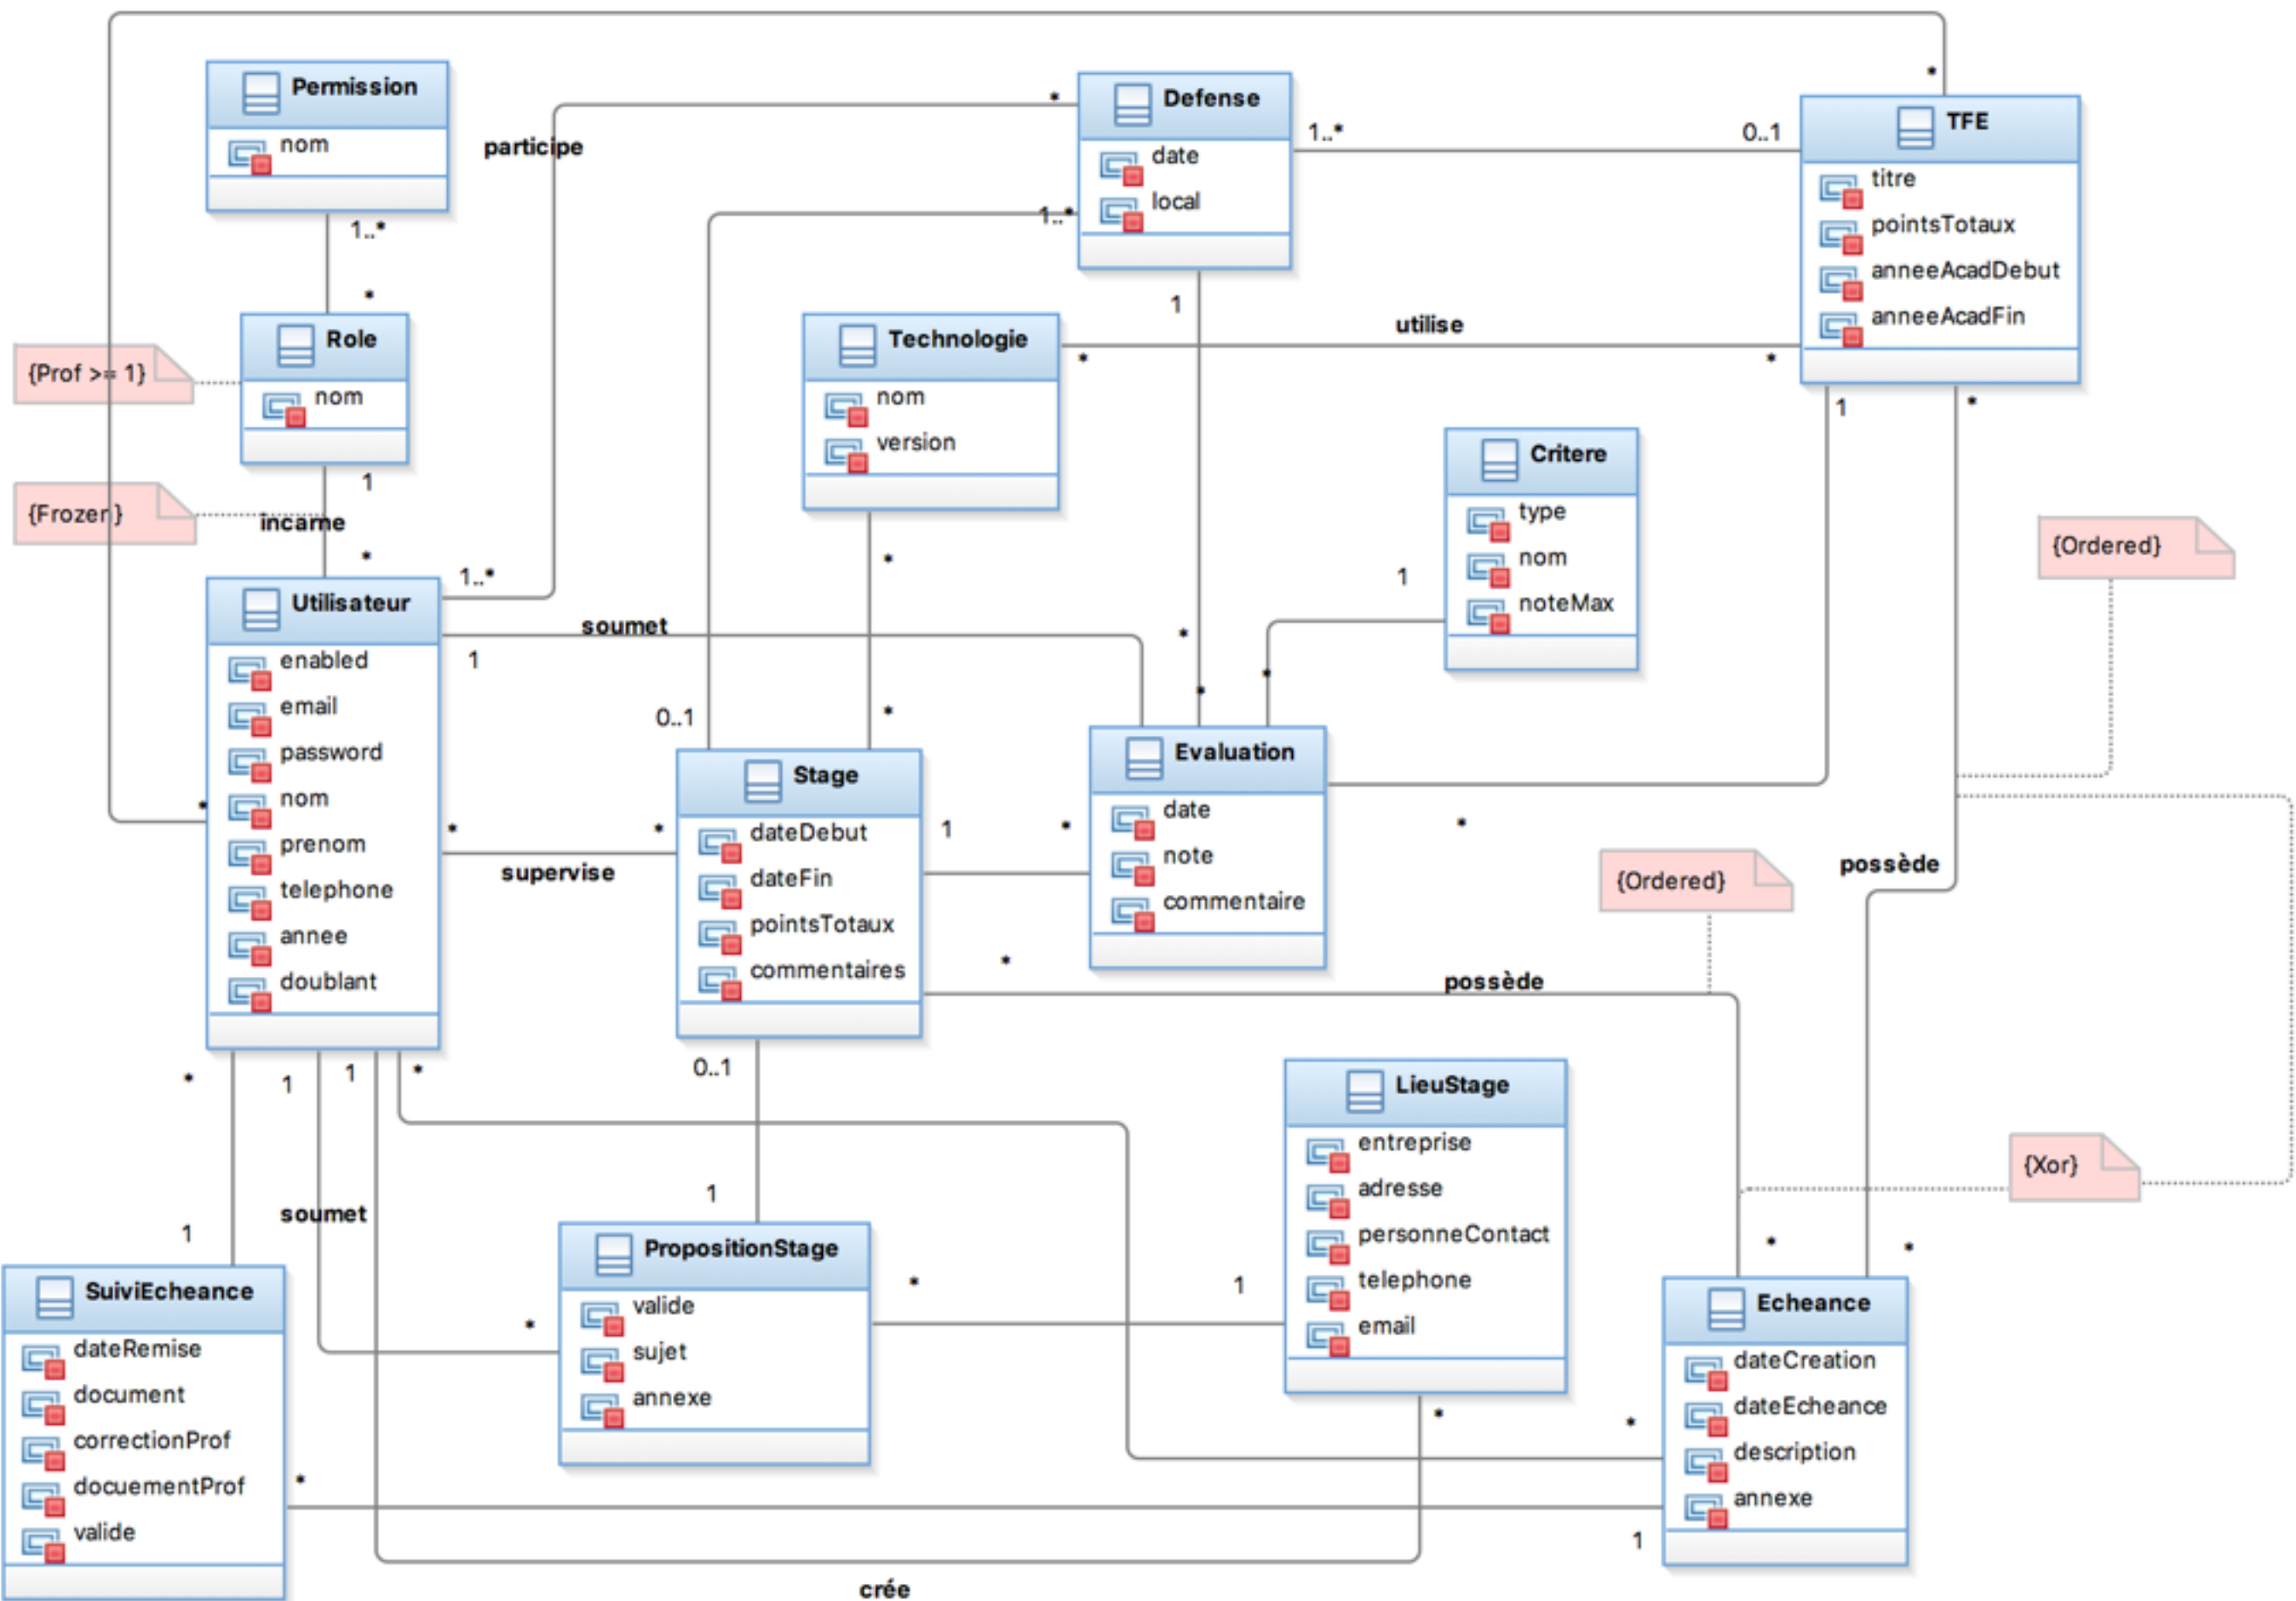 *
Permission
nom
participe
*
Defense
date
local
1..*
0..1
TFE
titre
pointsTotaux
anneeAcadDebut
anneeAcadFin
1..*
1..*
*
1
{Prof >= 1}
Role
nom
Technologie
nom
version
*
utilise
*
1
*
1
{Frozen}
incarne
*
1..*
*
1
Critere
type
nom
noteMax
{Ordered}
Utilisateur
enabled
email
password
nom
prenom
telephone
annee
doublant
soumet
1
*
*
*
0..1
*
*
Stage
dateDebut
dateFin
pointsTotaux
commentaires
Evaluation
date
note
commentaire
*
*
supervise
1
*
*
{Ordered}
possède
*
possède
*
1
1
*
0..1
LieuStage
entreprise
adresse
personneContact
telephone
email
{Xor}
1
soumet
1
*
*
SuiviEcheance
dateRemise
document
correctionProf
docuementProf
valide
*
PropositionStage
valide
sujet
annexe
*
1
Echeance
dateCreation
dateEcheance
description
annexe
*
*
*
1
crée